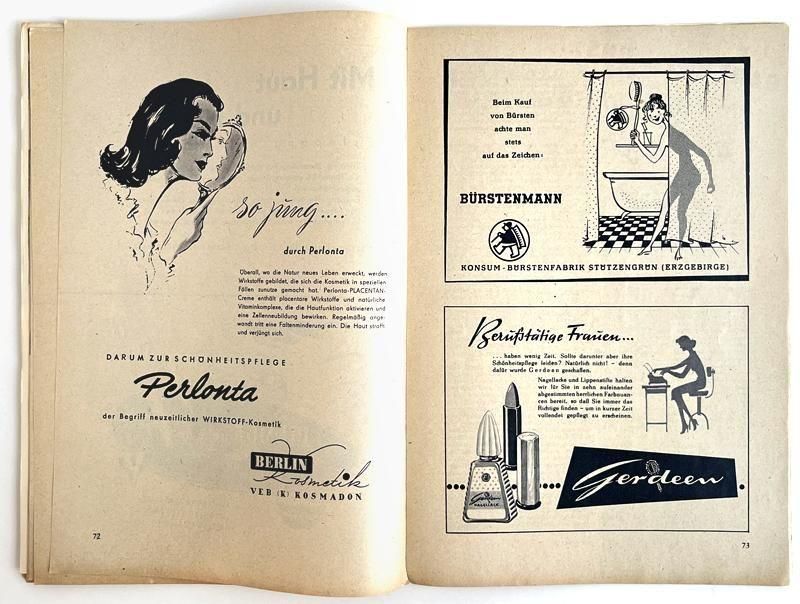 so jung....
durch Perlonta
Überall, wo die Natur neues Leben erweckt, werden
Wirkstoffe gebildet, die sich die Kosmetik in speziellen
Fällen zunutze gemacht hat. Perlonta-PLACENTAN-
Creme enthält placentare Wirkstoffe und natürliche
Vitaminkomplexe, die die Hautfunktion aktivieren und
eine Zellenneubildung bewirken. Regelmäßig ange-
wandt tritt eine Faltenminderung ein. Die Haut strafft
und verjüngt sich.
DARUM ZUR SCHÖNHEITSPFLEGE
Perlonta
der Begriff neuzeitlicher WIRKSTOFF-Kosmetik
BERLIN
Kosmetik
VEB (K) KOSMADON
72
Beim Kauf
von Bürsten
achte man
stets
auf das Zeichen:
BÜRSTENMANN
KONSUM-BÜRSTENFABRIK STÜTZENGRÜN (ERZGEBIRGE)
Berufstätige Frauen...
... haben wenig Zeit. Sollte darunter aber ihre
Schönheitspflege leiden? Natürlich nicht! – denn
dafür wurde Gerdeen geschaffen.
Nagellacke und Lippenstifte halten
wir für Sie in zehn aufeinander
abgestimmten herrlichen Farbnuan-
cen bereit, so daß Sie immer das
Richtige finden – um in kurzer Zeit
vollendet gepflegt zu erscheinen.
Gerdeen
NAGELLACK
Gerdeen
73